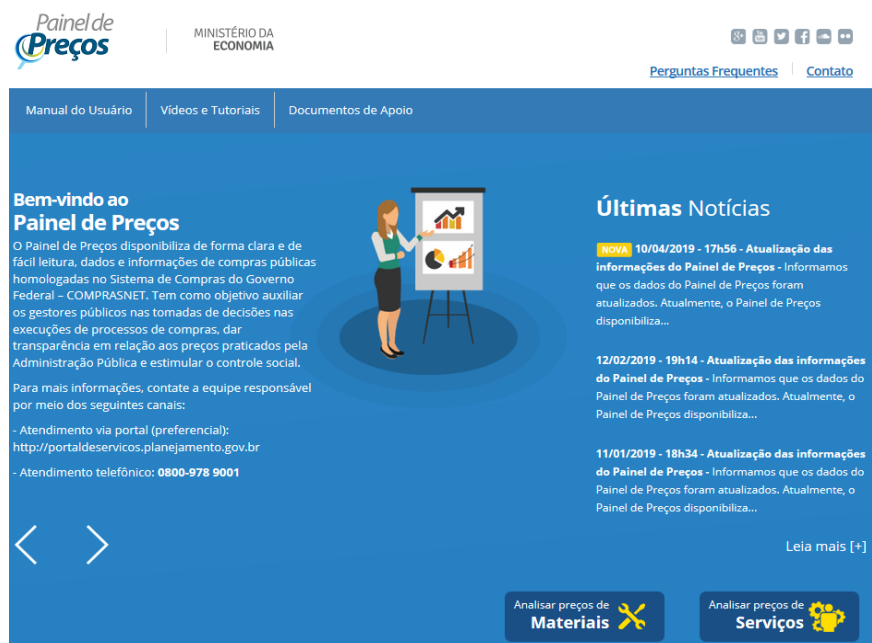 Painel de
Preços
MINISTÉRIO DA
ECONOMIA
Perguntas Frequentes
Contato
Manual do Usuário
Vídeos e Tutoriais
Documentos de Apoio
Bem-vindo ao
Painel de Preços
O Painel de Preços disponibiliza de forma clara e de
fácil leitura, dados e informações de compras públicas
homologadas no Sistema de Compras do Governo
Federal – COMPRASNET. Tem como objetivo auxiliar
os gestores públicos nas tomadas de decisões nas
execuções de processos de compras, dar
transparência em relação aos preços praticados pela
Administração Pública e estimular o controle social.
Para mais informações, contate a equipe responsável
por meio dos seguintes canais:
- Atendimento via portal (preferencial):
http://portaldeservicos.planejamento.gov.br
- Atendimento telefônico: 0800-978 9001
Últimas Notícias
NOVA 10/04/2019 - 17h56 - Atualização das
informações do Painel de Preços - Informamos
que os dados do Painel de Preços foram
atualizados. Atualmente, o Painel de Preços
disponibiliza...
12/02/2019 - 19h14 - Atualização das informações
do Painel de Preços - Informamos que os dados do
Painel de Preços foram atualizados. Atualmente, o
Painel de Preços disponibiliza...
11/01/2019 - 18h34 - Atualização das informações
do Painel de Preços - Informamos que os dados do
Painel de Preços foram atualizados. Atualmente, o
Painel de Preços disponibiliza...
Leia mais [+]
Analisar preços de
Materiais
Analisar preços de
Serviços